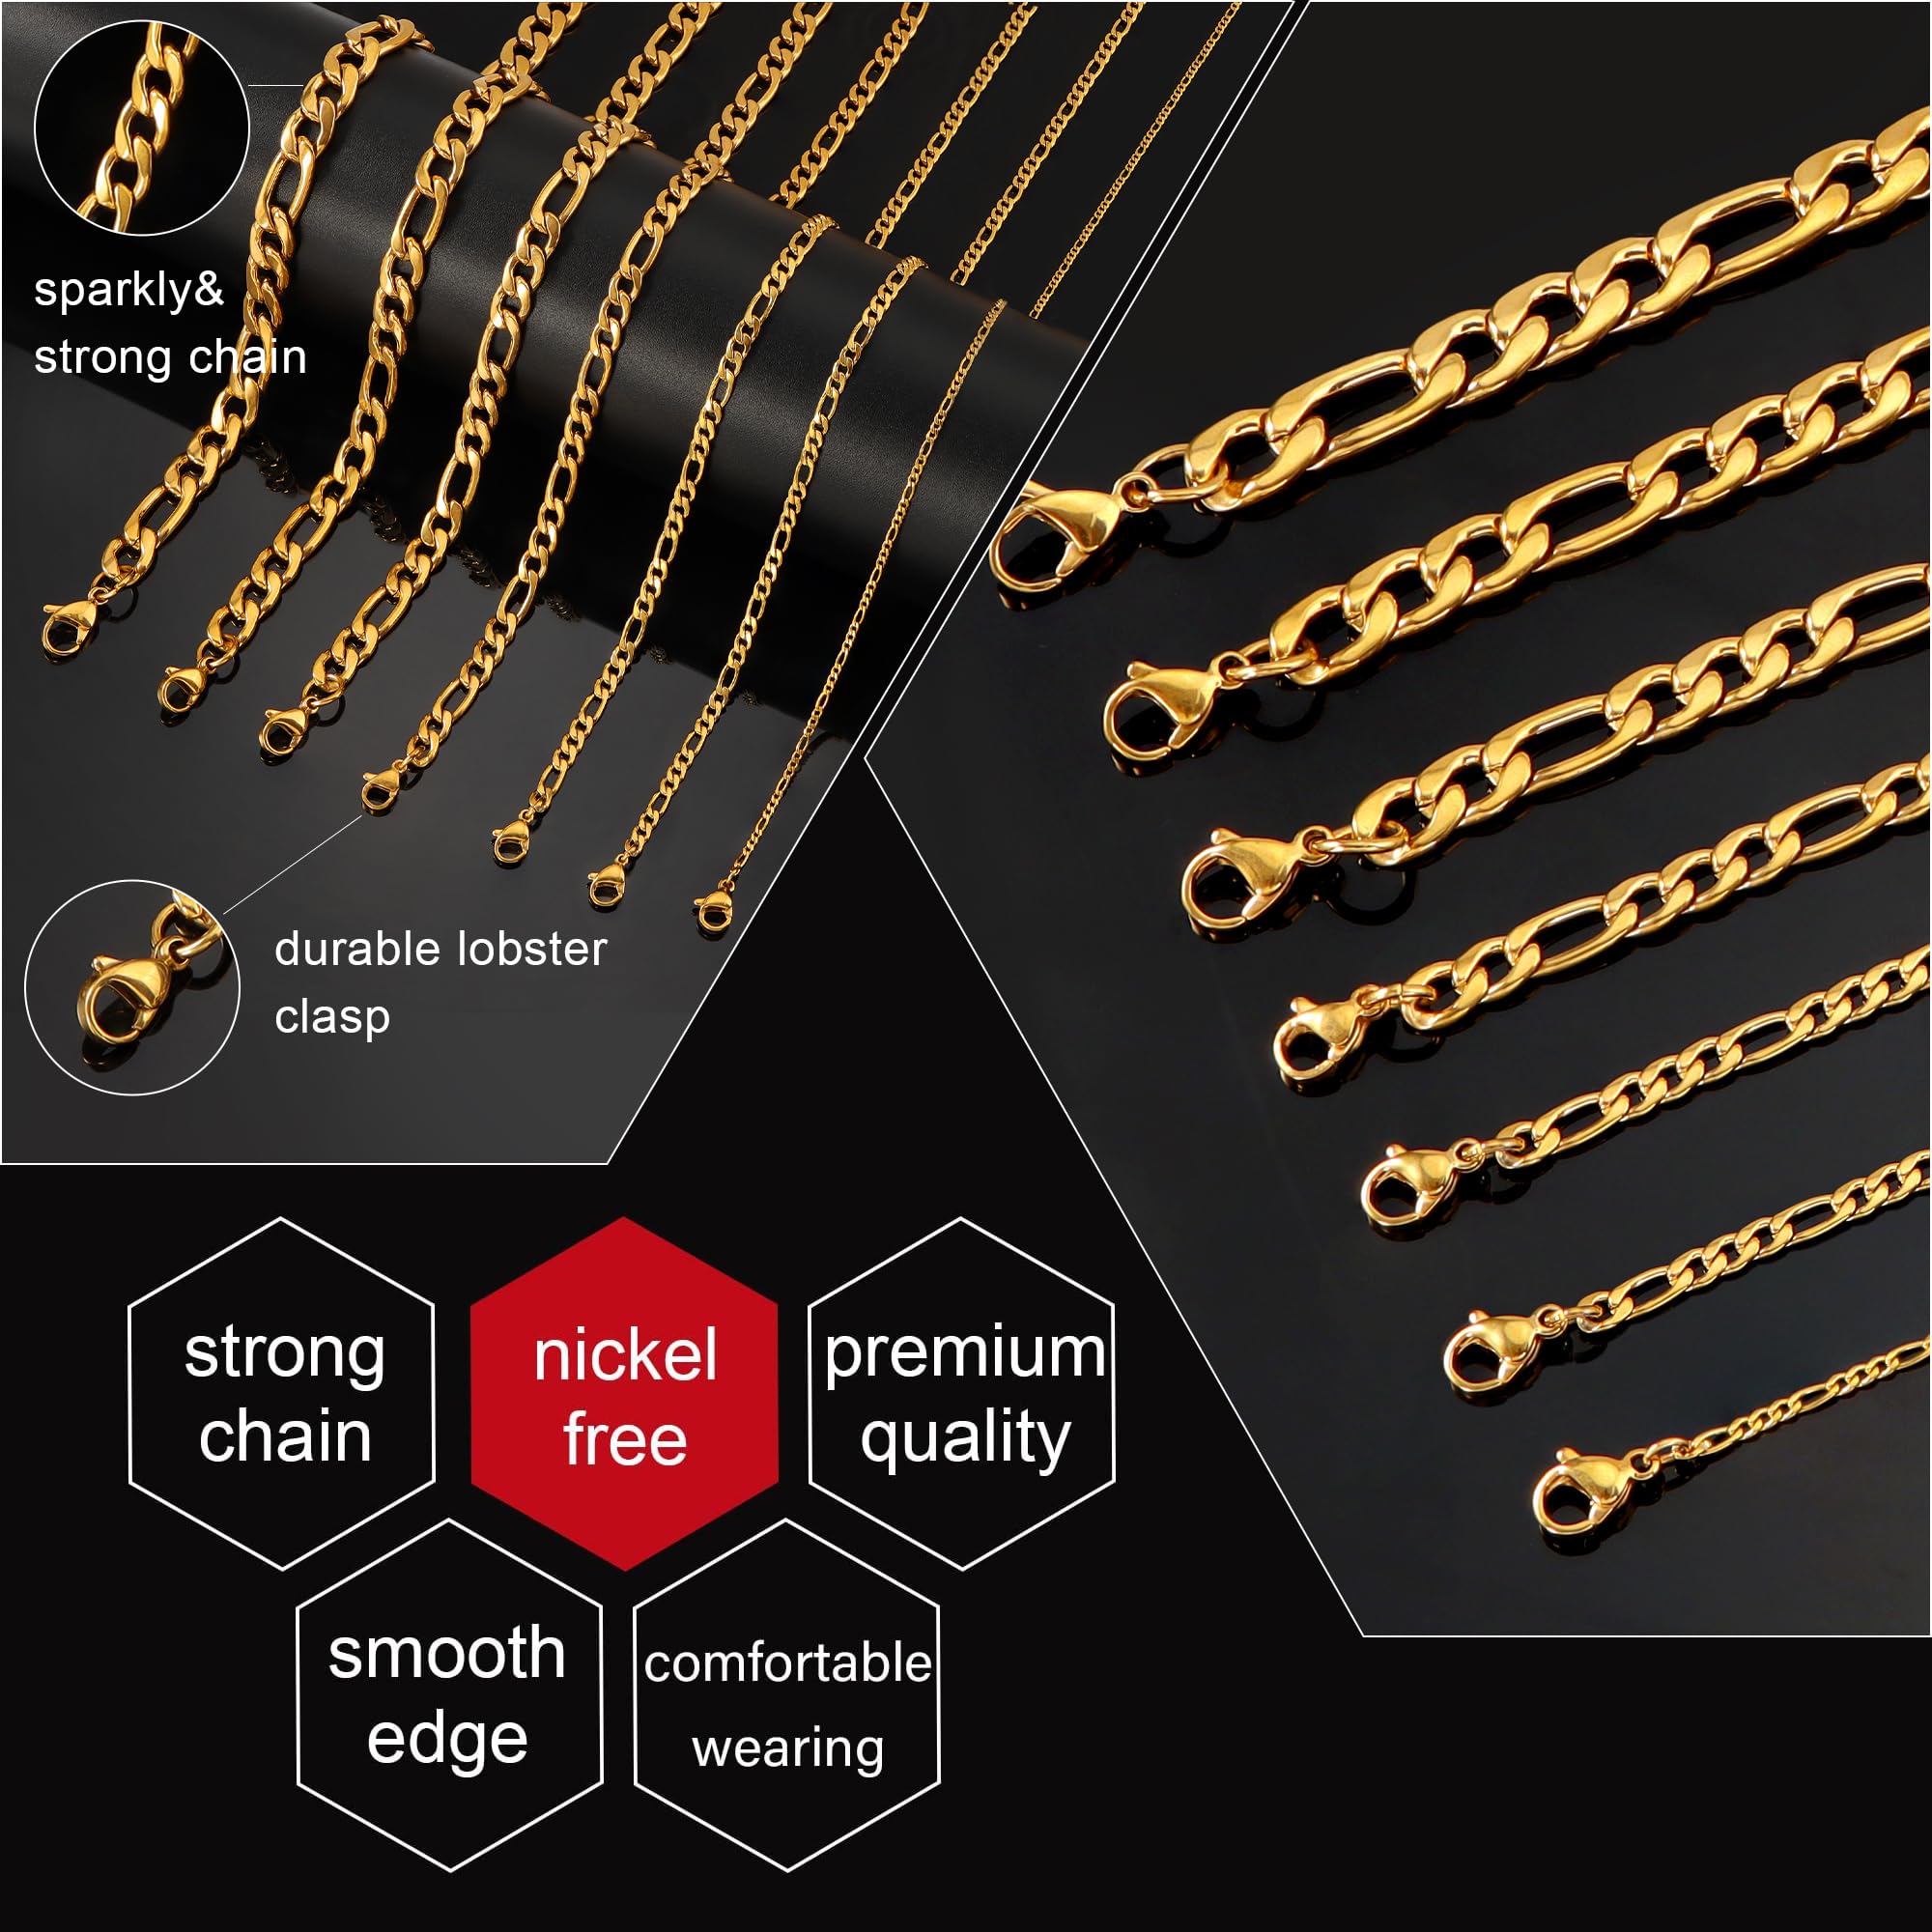 sparkly&
strong chain
durable lobster
clasp
strong
chain
nickel
free
premium
quality
smooth
edge
comfortable
wearing